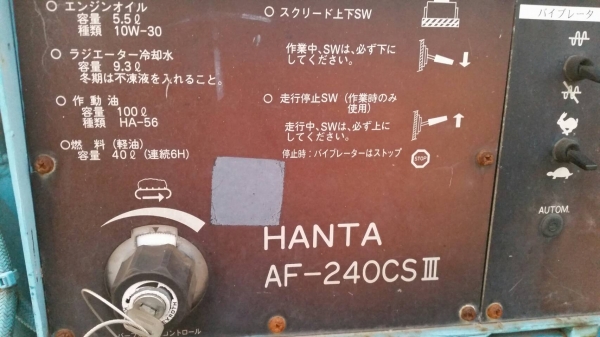 ○ エンジンオイル
容量 5.5ℓ
種類 10W-30
○ ラジエーター冷却水
容量 9.3ℓ
冬期は不凍液を入れること。
○ 作動油
容量 100ℓ
種類 HA-56
○燃料(軽油)
容量 40ℓ(連続6H)
○ スクリード上下SW
作業中、SWは、必ず下に
してください。
○ 走行停止SW(作業時のみ
使用)
走行中、SWは、必ず上に
してください。
停止時:バイブレーターはストップ
STOP
バイブレータ
AUTOM.
HANTA
AF-240CSⅢ
コントロール